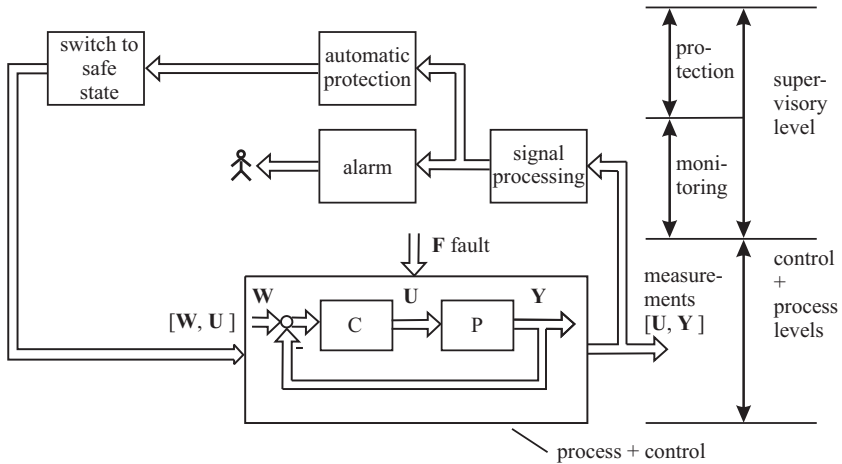 switch to
safe
state
automatic
protection
pro-
tection
super-
visory
level
alarm
signal
processing
moni-
toring
F fault
measure-
ments
[U, Y ]
control
+
process
levels
[W, U ]
W
U
Y
C
P
-
process + control